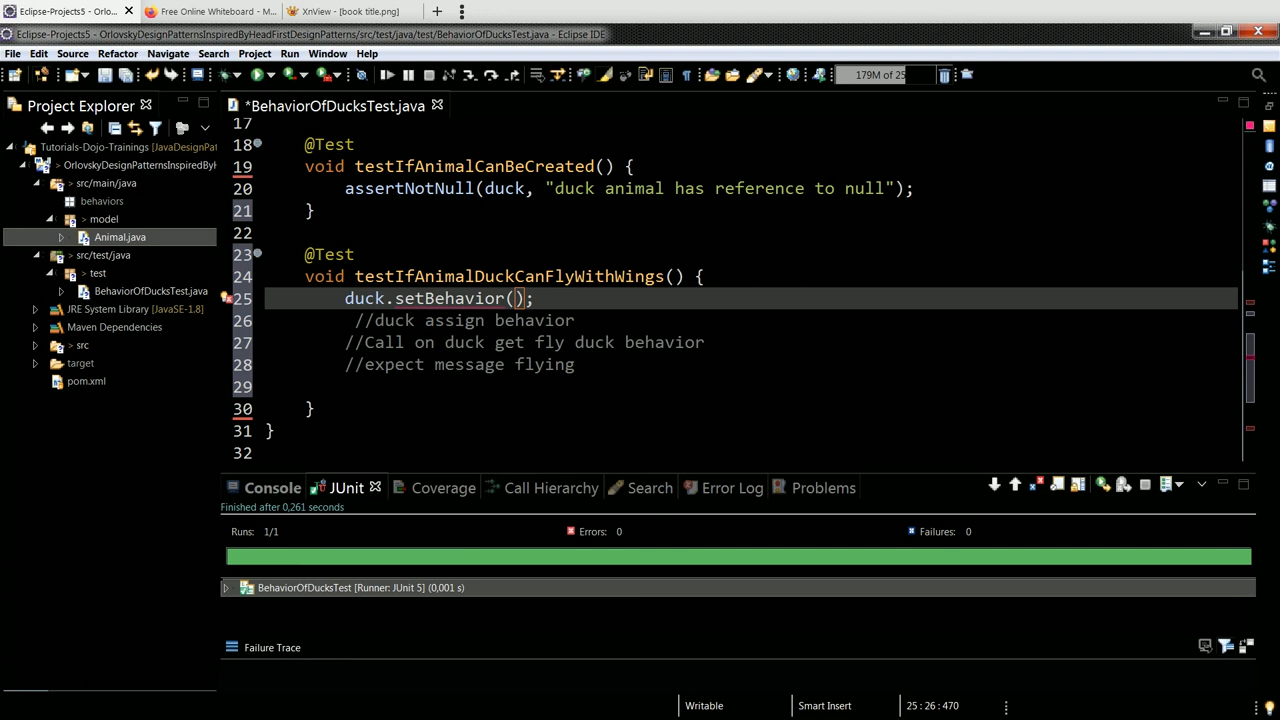 Eclipse-Projects5 - Orlo...
Free Online Whiteboard - M...
XnView - [book title.png]
Eclipse-Projects5 - OrlovskyDesignPatternsInspiredByHeadFirstDesignPatterns/src/test/java/test/BehaviorOfDucksTest.java - Eclipse IDE
File Edit Source Refactor Navigate Search Project Run Window Help
179M of 25
Project Explorer
*BehaviorOfDucksTest.java
Tutorials-Dojo-Trainings [JavaDesignPat
> OrlovskyDesignPatternsInspiredByH
> src/main/java
behaviors
> model
Animal.java
> src/test/java
> test
BehaviorOfDucksTest.java
JRE System Library [JavaSE-1.8]
Maven Dependencies
> src
target
pom.xml
17
18 @Test
19 void testIfAnimalCanBeCreated() {
20 assertNotNull(duck, "duck animal has reference to null");
21 }
22
23 @Test
24 void testIfAnimalDuckCanFlyWithWings() {
25 duck.setBehavior();
26 //duck assign behavior
27 //Call on duck get fly duck behavior
28 //expect message flying
29
30 }
31 }
32
Console JUnit Coverage Call Hierarchy Search Error Log Problems
Finished after 0,261 seconds
Runs: 1/1 Errors: 0 Failures: 0
BehaviorOfDucksTest [Runner: JUnit 5] (0,001 s)
Failure Trace
Writable Smart Insert 25 : 26 : 470